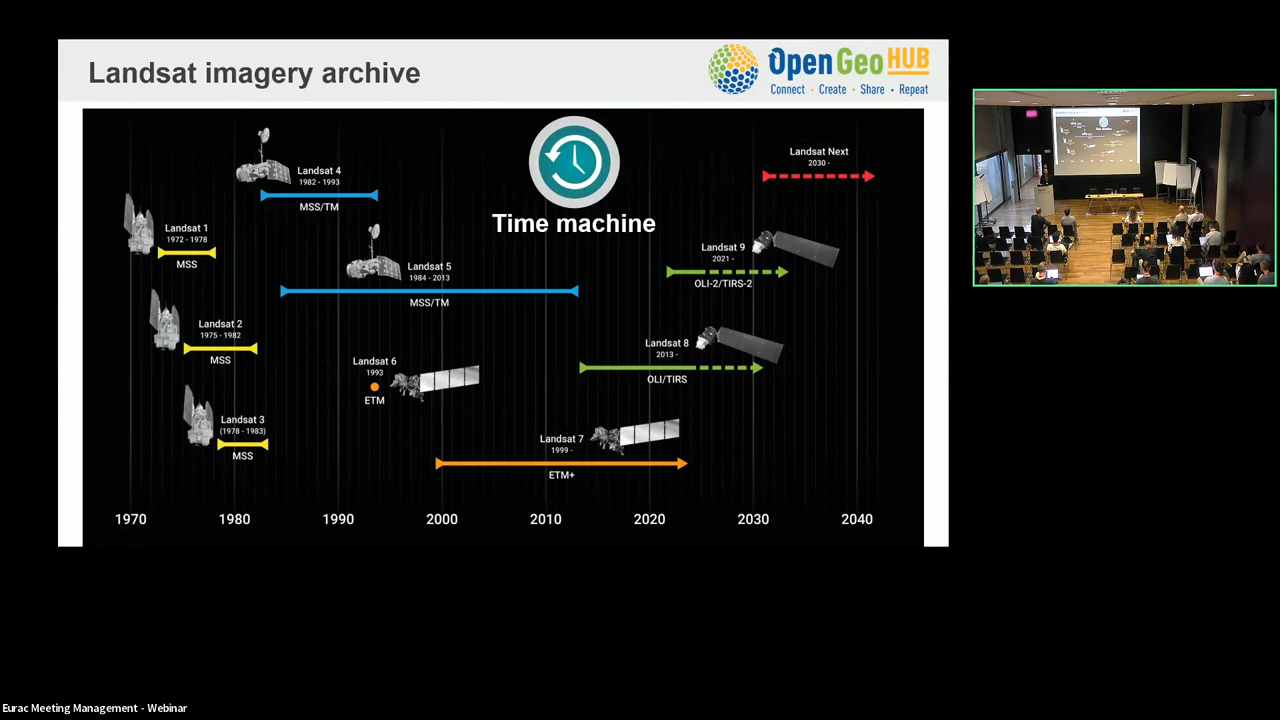 Landsat imagery archive
OpenGeoHUB
Connect • Create • Share • Repeat
Time machine
Landsat 4
1982 - 1993
MSS/TM
Landsat Next
2030 -
Landsat 1
1972 - 1978
MSS
Landsat 5
1984 - 2013
MSS/TM
Landsat 9
2021 -
OLI-2/TIRS-2
Landsat 2
1975 - 1982
MSS
Landsat 6
1993
ETM
Landsat 8
2013 -
OLI/TIRS
Landsat 3
(1978 - 1983)
MSS
Landsat 7
1999 -
ETM+
1970 1980 1990 2000 2010 2020 2030 2040
Eurac Meeting Management - Webinar